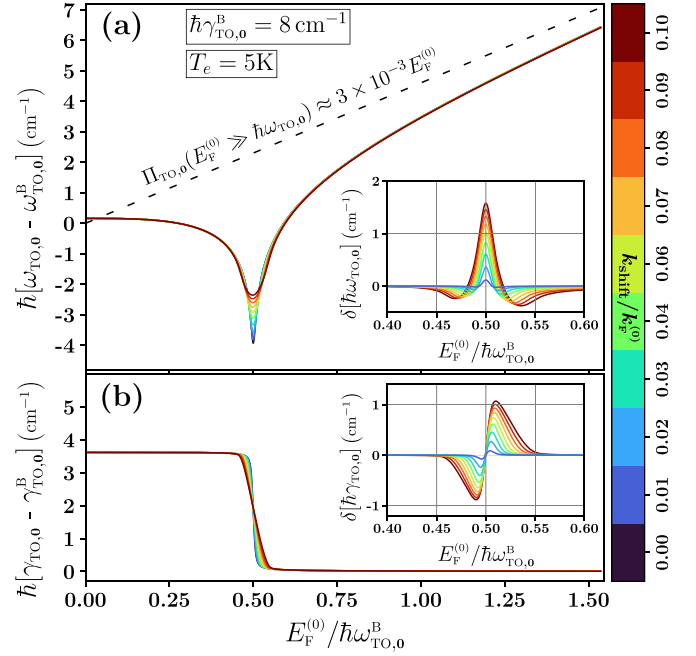 (a)
ℏγ^B_TO,0 = 8 cm⁻¹
T_e = 5K
Π_TO,0(E_F^(0) ≫ ℏω_TO,0) ≈ 3 × 10⁻³ E_F^(0)
ℏ[ω_TO,0 - ω^B_TO,0] (cm⁻¹)
7
6
5
4
3
2
1
0
-1
-2
-3
-4
δ[ℏω_TO,0] (cm⁻¹)
2
1
0
0.40 0.45 0.50 0.55 0.60
E_F^(0)/ℏω^B_TO,0
(b)
ℏ[γ_TO,0 - γ^B_TO,0] (cm⁻¹)
5
4
3
2
1
0
δ[ℏγ_TO,0] (cm⁻¹)
1
0
-1
0.40 0.45 0.50 0.55 0.60
E_F^(0)/ℏω^B_TO,0
0.00 0.25 0.50 0.75 1.00 1.25 1.50
E_F^(0)/ℏω^B_TO,0
k_shift/k_F^(0)
0.10
0.09
0.08
0.07
0.06
0.04
0.03
0.02
0.01
0.00